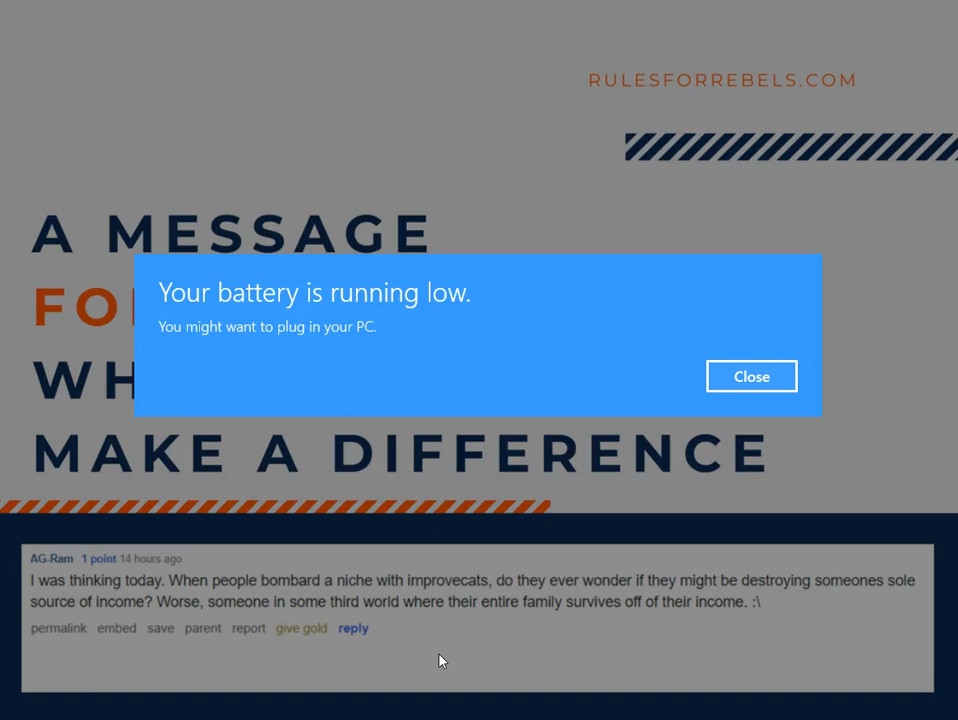 RULESFORREBELS.COM
A MESSAGE
FO
WH
MAKE A DIFFERENCE
Your battery is running low.
You might want to plug in your PC.
Close
AG-Ram 1 point 14 hours ago
I was thinking today. When people bombard a niche with improvecats, do they ever wonder if they might be destroying someones sole
source of income? Worse, someone in some third world where their entire family survives off of their income. :\
permalink embed save parent report give gold reply